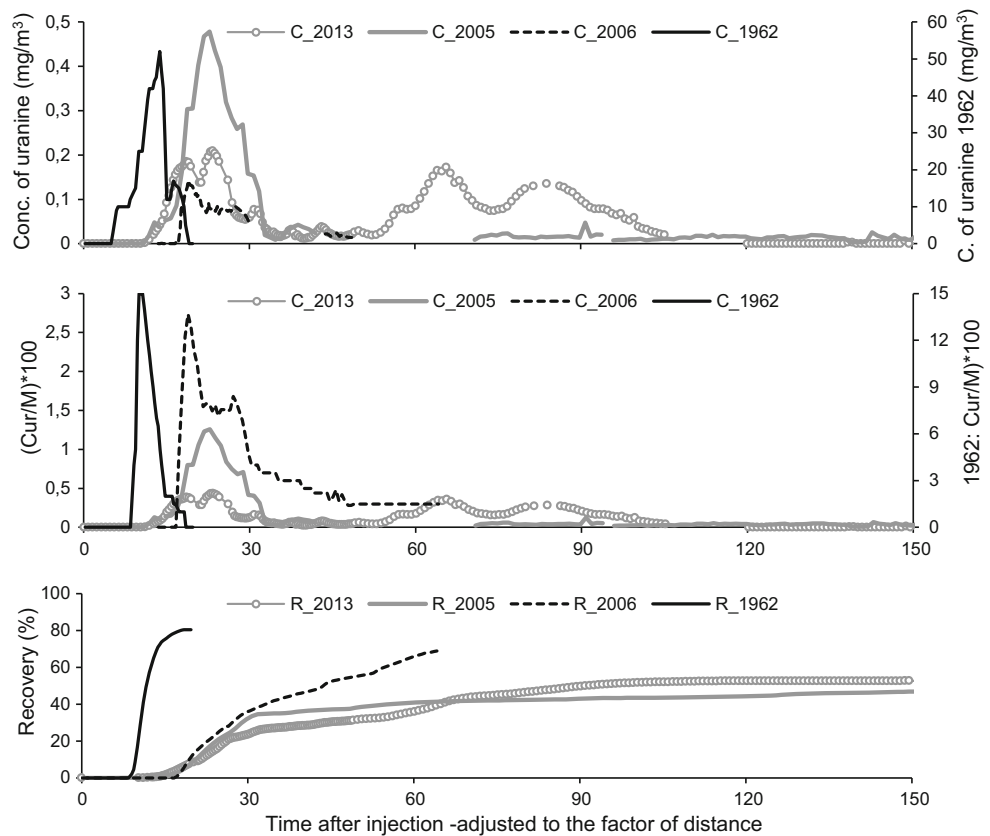 C_2013 C_2005 C_2006 C_1962
Conc. of uranine (mg/m³)
0,5
0,4
0,3
0,2
0,1
0
60
50
40
30
20
10
0
C. of uranine 1962 (mg/m³)
C_2013 C_2005 C_2006 C_1962
(Cur/M)*100
3
2,5
2
1,5
1
0,5
0
15
12
9
6
3
0
1962: Cur/M)*100
0 30 60 90 120 150
R_2013 R_2005 R_2006 R_1962
Recovery (%)
100
80
60
40
20
0
0 30 60 90 120 150
Time after injection -adjusted to the factor of distance